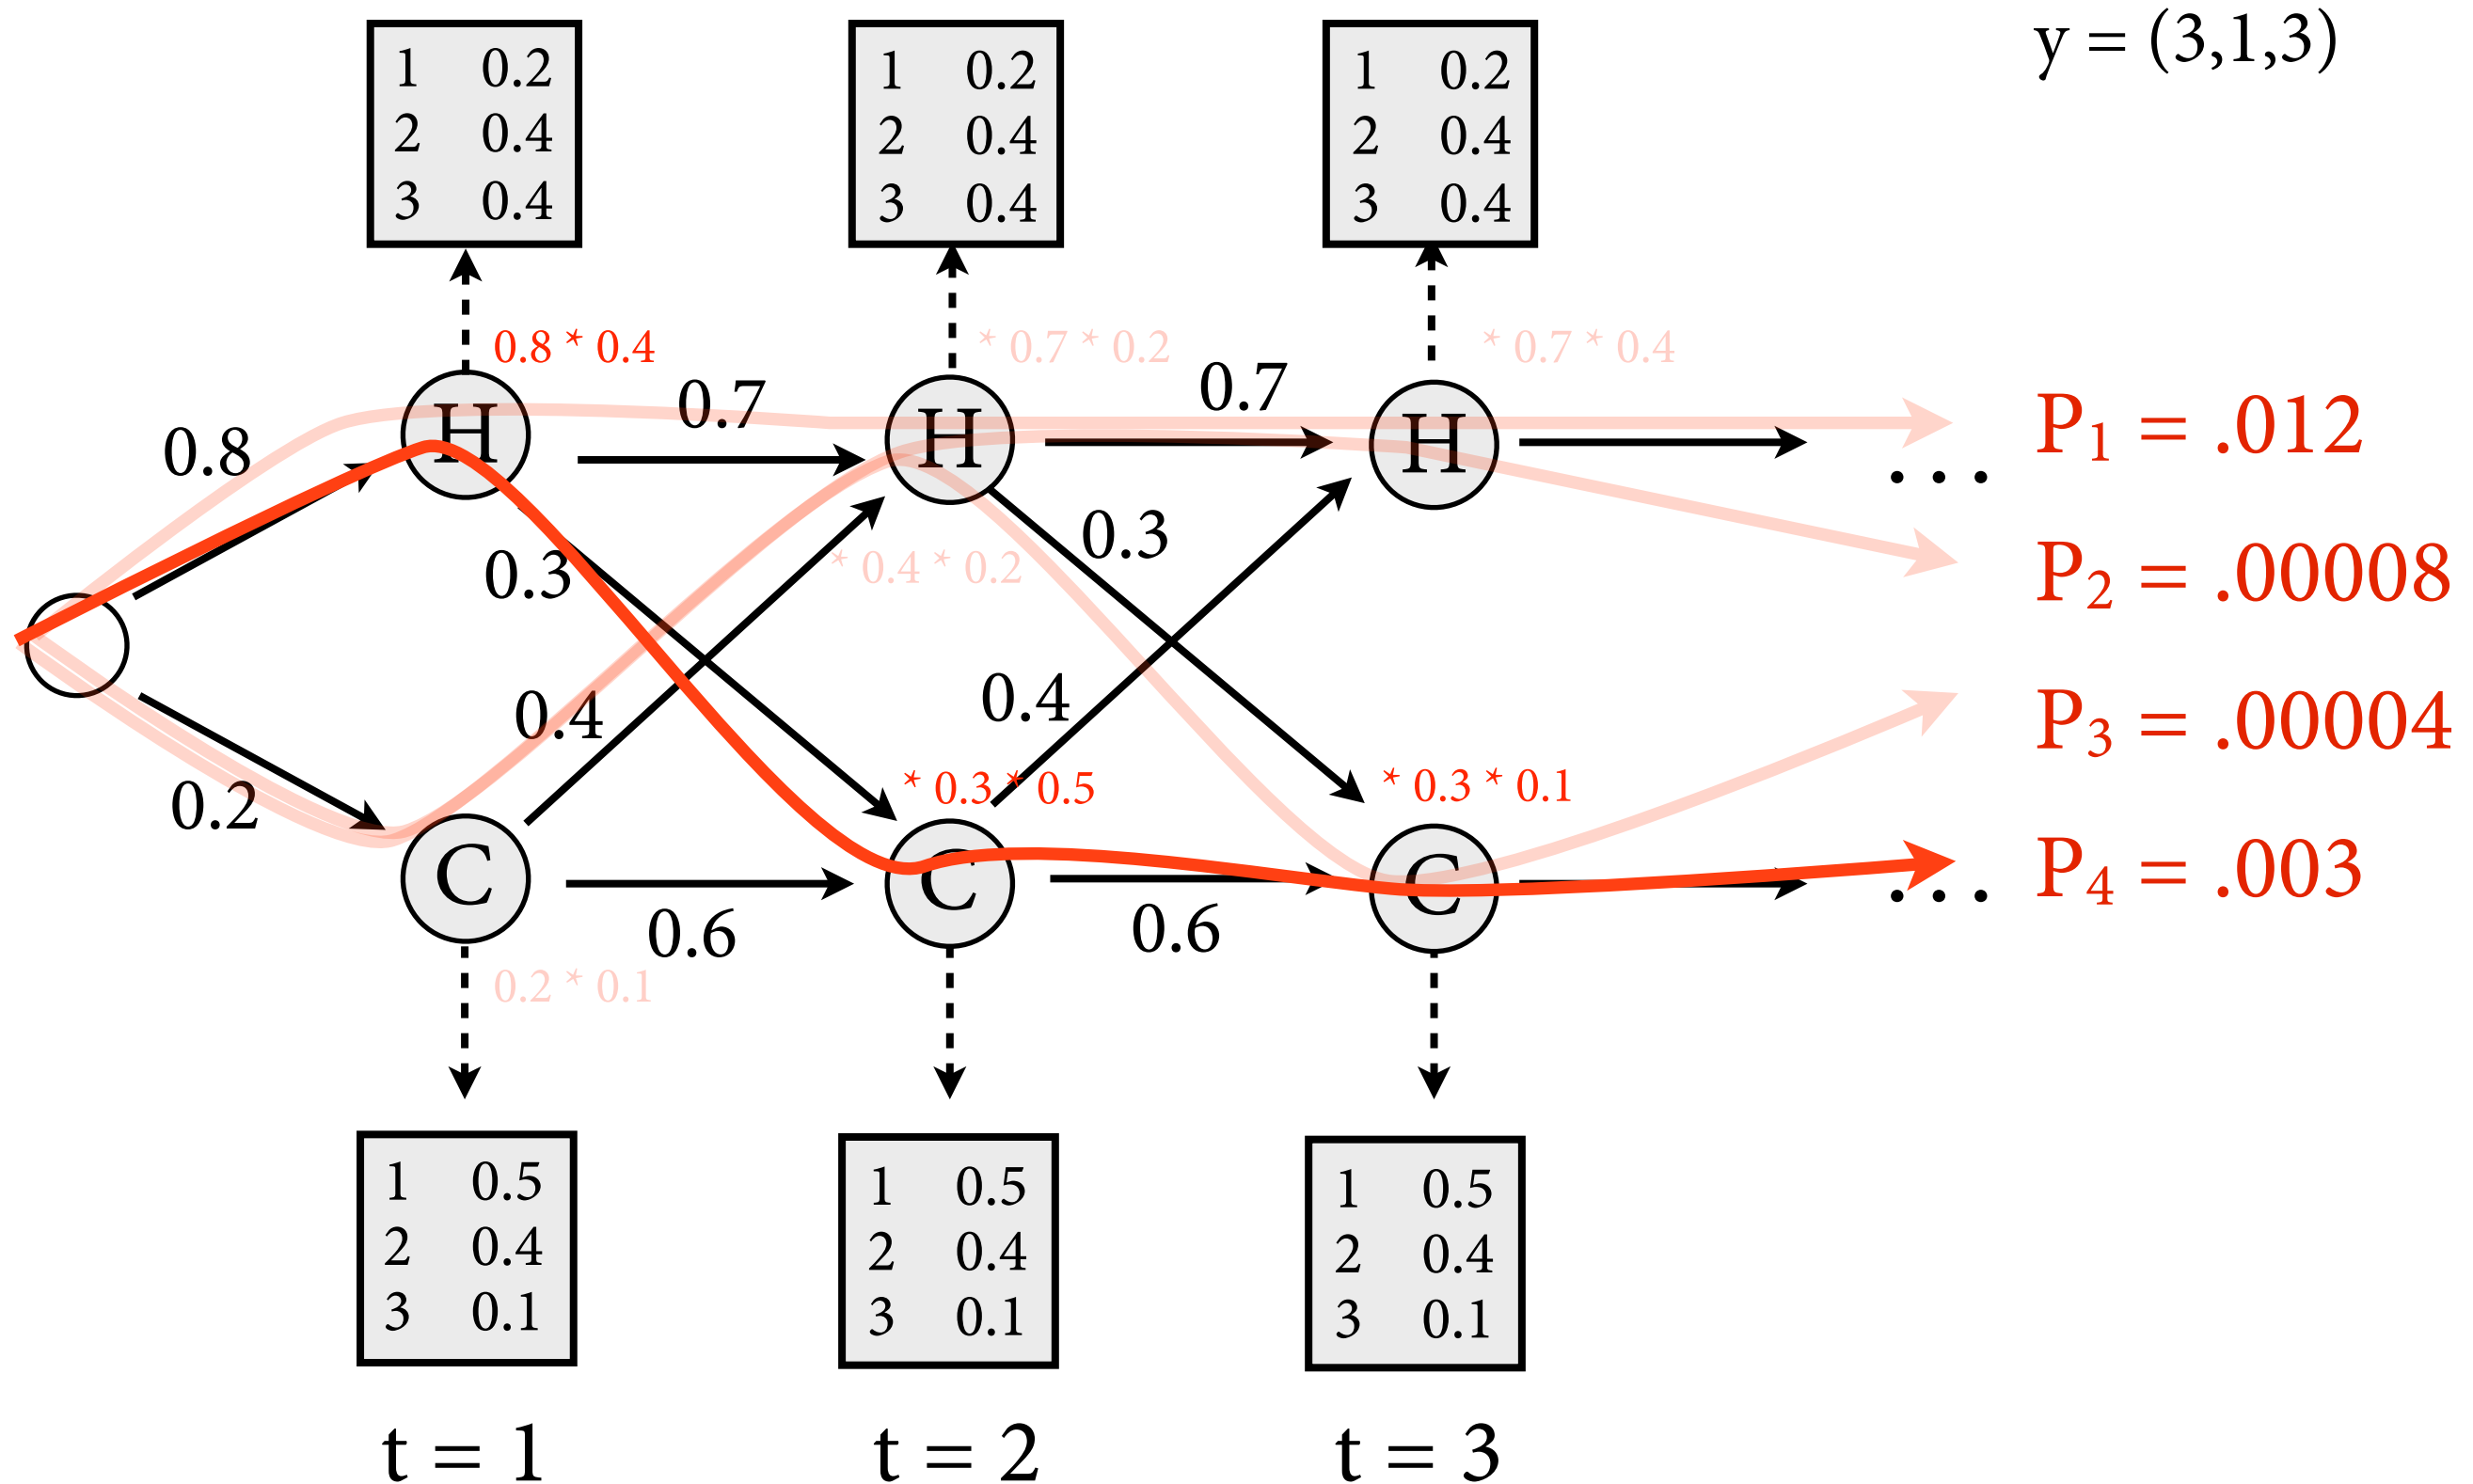 y = (3,1,3)
1 0.2
2 0.4
3 0.4
1 0.2
2 0.4
3 0.4
1 0.2
2 0.4
3 0.4
0.8 * 0.4
* 0.7 * 0.2
* 0.7 * 0.4
0.8
H
0.7
H
0.7
H
...
P1 = .012
0.3
* 0.4 * 0.2
0.3
P2 = .00008
0.4
0.4
P3 = .00004
0.2
* 0.3 * 0.5
* 0.3 * 0.1
C
0.6
C
0.6
C
...
P4 = .003
0.2 * 0.1
1 0.5
2 0.4
3 0.1
1 0.5
2 0.4
3 0.1
1 0.5
2 0.4
3 0.1
t = 1
t = 2
t = 3